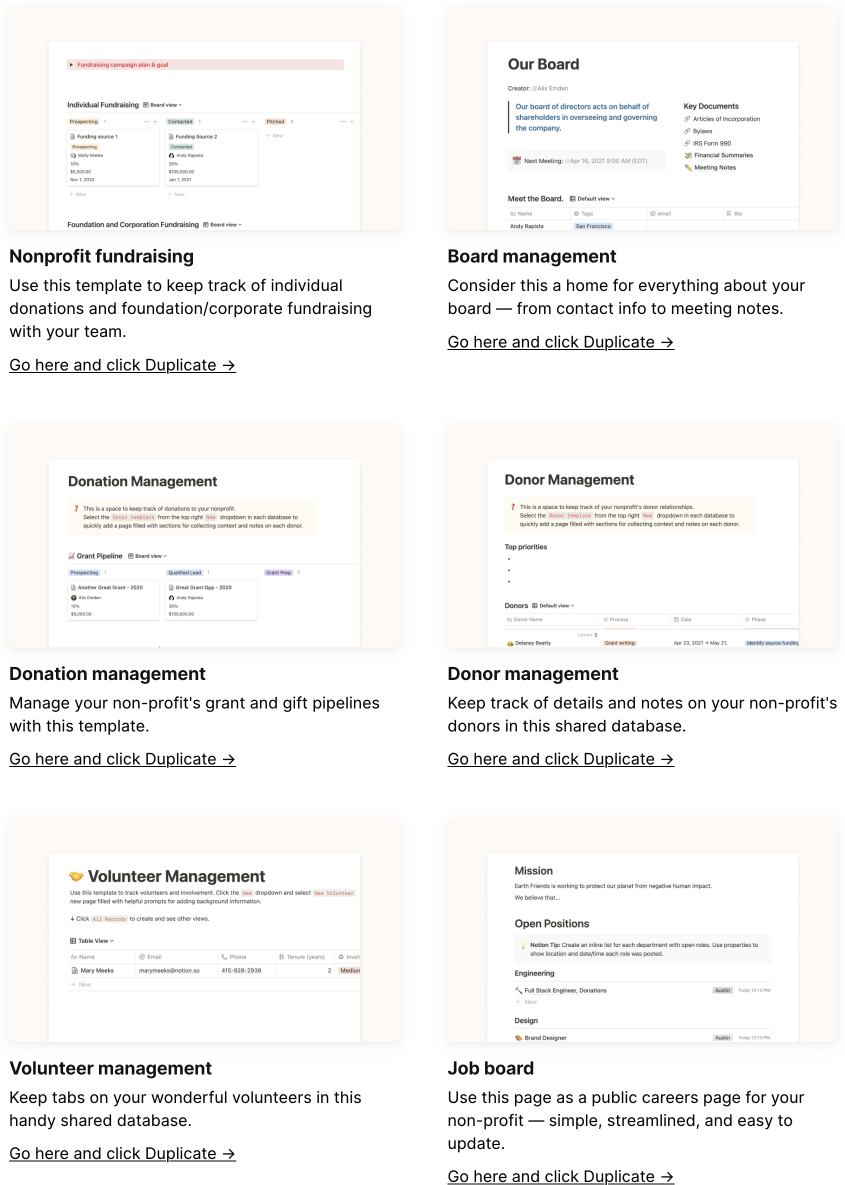 Fundraising campaign plan & goal
Individual Fundraising Board view
Prospecting 1 Contacted 1 Pitched 0
Funding source 1
Prospecting
Molly Mellea
10%
$5,000.00
Nov 1, 2020
+ New
Funding Source 2
Contacted
Andy Rapista
30%
$100,000.00
Jan 1, 2021
+ New
+ New
Foundation and Corporation Fundraising Board view
Nonprofit fundraising
Use this template to keep track of individual
donations and foundation/corporate fundraising
with your team.
Go here and click Duplicate →
Our Board
Creator: @Alix Emden
Our board of directors acts on behalf of
shareholders in overseeing and governing
the company.
Next Meeting: @Apr 16, 2021 9:00 AM (EDT)
Key Documents
Articles of Incorporation
Bylaws
IRS Form 990
Financial Summaries
Meeting Notes
Meet the Board. Default view
Name Tags email Bio
Andy Rapista San Francisco
Board management
Consider this a home for everything about your
board — from contact info to meeting notes.
Go here and click Duplicate →
Donation Management
This is a space to keep track of donations to your nonprofit.
Select the Donor template from the top right New dropdown in each database to
quickly add a page filled with sections for collecting context and notes on each donor.
Grant Pipeline Board view
Prospecting 1 Qualified Lead 1 Grant Prep 0
Another Great Grant - 2020
Alix Emden
10%
$5,000.00
Great Grant Opp - 2020
Andy Rapista
30%
$100,000.00
Donation management
Manage your non-profit's grant and gift pipelines
with this template.
Go here and click Duplicate →
Donor Management
This is a space to keep track of your nonprofit's donor relationships.
Select the Donor template from the top right New dropdown in each database to
quickly add a page filled with sections for collecting context and notes on each donor.
Top priorities
Donors Default view
Donor Name Process Date Phase
COUNT 3
Delaney Beatty Grant writing Apr 23, 2021 → May 21, Identify source funding
Donor management
Keep track of details and notes on your non-profit's
donors in this shared database.
Go here and click Duplicate →
Volunteer Management
Use this template to track volunteers and involvement. Click the New dropdown and select New Volunteer
new page filled with helpful prompts for adding background information.
↓ Click All Records to create and see other views.
Table View
Name Email Phone Tenure (years) Invol
Mary Meeks marymeeks@notion.so 415-928-2938 2 Medium
+ New
Volunteer management
Keep tabs on your wonderful volunteers in this
handy shared database.
Go here and click Duplicate →
Mission
Earth Friends is working to protect our planet from negative human impact.
We believe that...
Open Positions
Notion Tip: Create an inline list for each department with open roles. Use properties to
show location and date/time each role was posted.
Engineering
Full Stack Engineer, Donations Austin Today 12:15 PM
+ New
Design
Brand Designer Austin Today 12:15 PM
Job board
Use this page as a public careers page for your
non-profit — simple, streamlined, and easy to
update.
Go here and click Duplicate →